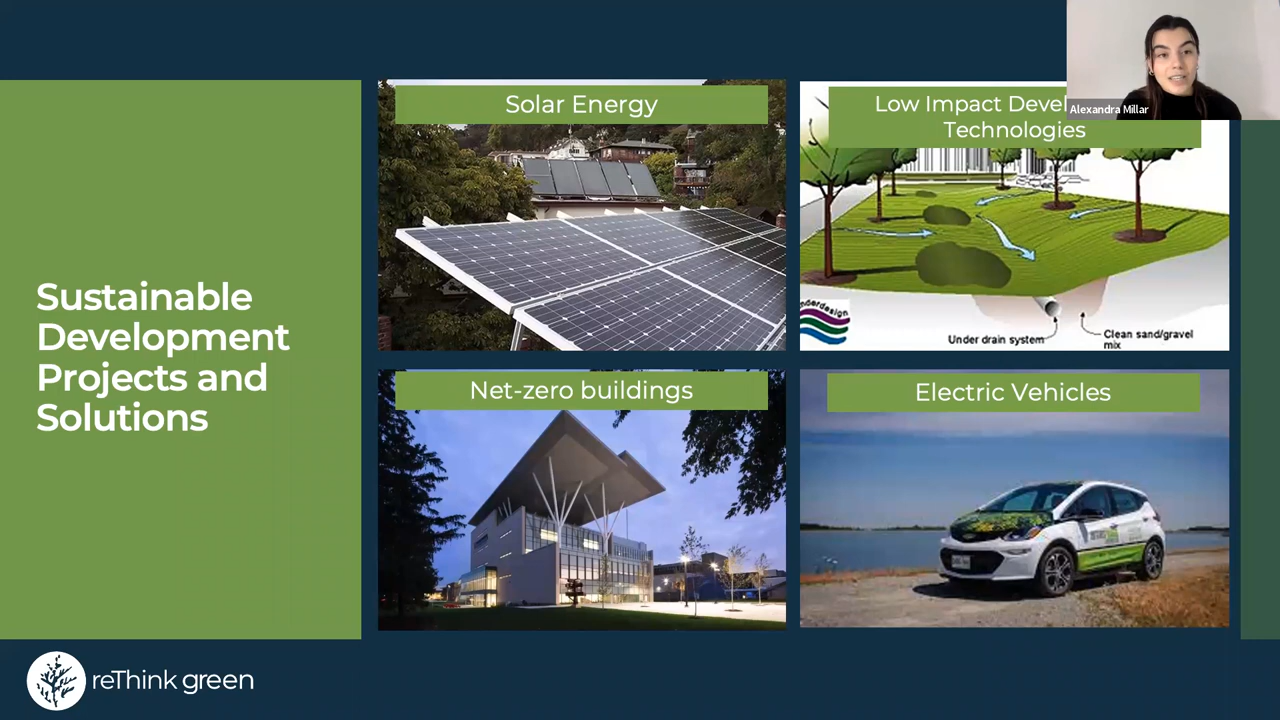 Sustainable
Development
Projects and
Solutions
Solar Energy
Low Impact Devel
Technologies
Alexandra Millar
Under drain system
Clean sand/gravel
mix
Net-zero buildings
Electric Vehicles
reThink green